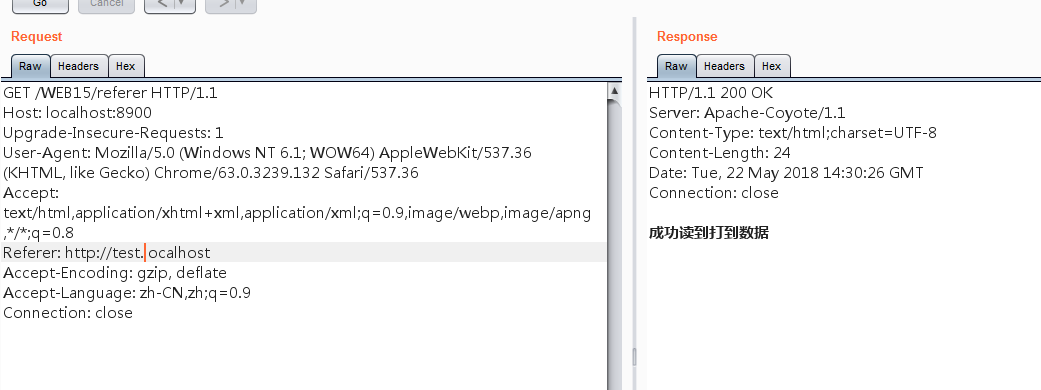 Go
Cancel
<
>
Request
Raw
Headers
Hex
GET /WEB15/referer HTTP/1.1
Host: localhost:8900
Upgrade-Insecure-Requests: 1
User-Agent: Mozilla/5.0 (Windows NT 6.1; WOW64) AppleWebKit/537.36
(KHTML, like Gecko) Chrome/63.0.3239.132 Safari/537.36
Accept:
text/html,application/xhtml+xml,application/xml;q=0.9,image/webp,image/apng
,*/*;q=0.8
Referer: http://test.localhost
Accept-Encoding: gzip, deflate
Accept-Language: zh-CN,zh;q=0.9
Connection: close
Response
Raw
Headers
Hex
HTTP/1.1 200 OK
Server: Apache-Coyote/1.1
Content-Type: text/html;charset=UTF-8
Content-Length: 24
Date: Tue, 22 May 2018 14:30:26 GMT
Connection: close
成功读到打到数据